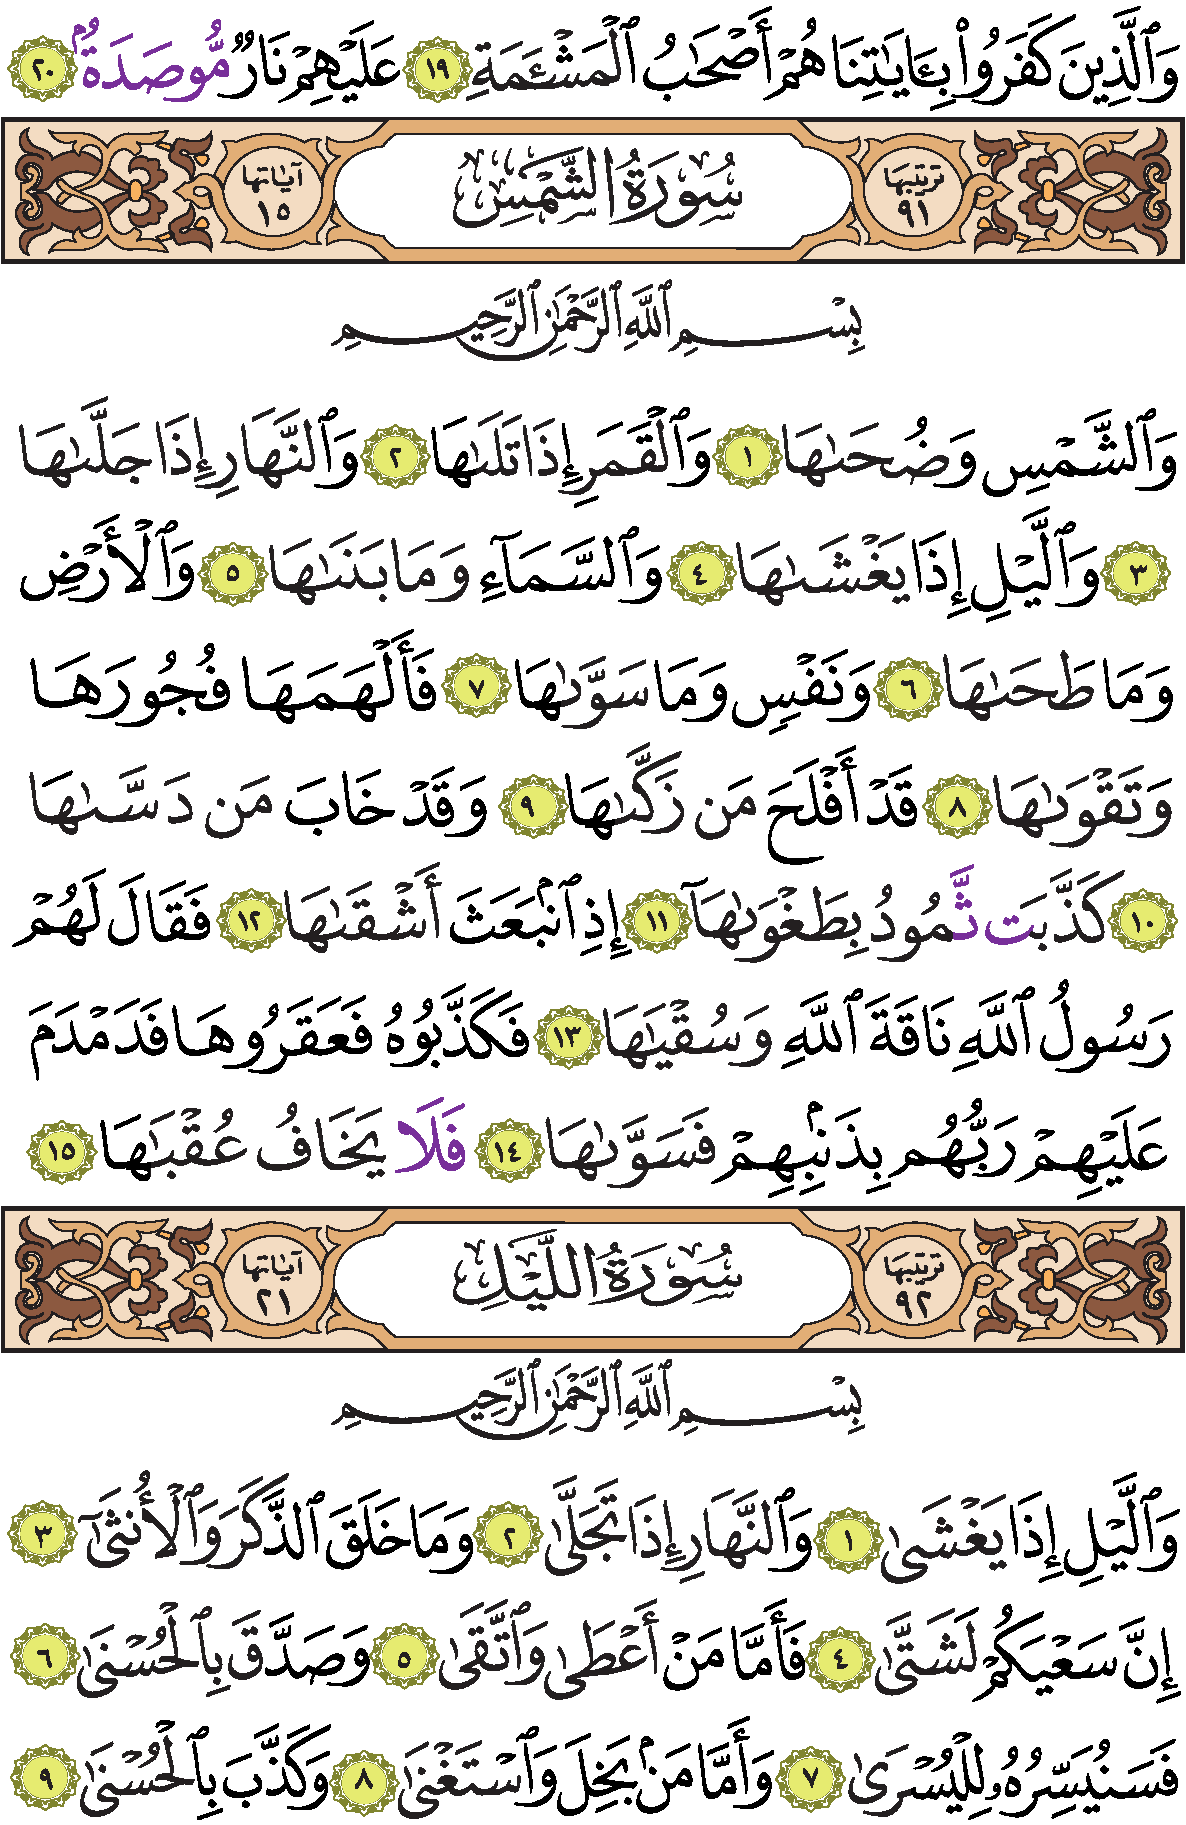 وَٱلَّذِينَ كَفَرُوا۟ بِـَٔايَـٰتِنَا هُمْ أَصْحَـٰبُ ٱلْمَشْـَٔمَةِ ١٩ عَلَيْهِمْ نَارٌ مُّوصَدَةٌۢ ٢٠
ترتيبها ٩١ سُورَةُ الشَّمْسِ آياتها ١٥
بِسْمِ ٱللَّهِ ٱلرَّحْمَـٰنِ ٱلرَّحِيمِ
وَٱلشَّمْسِ وَضُحَىٰهَا ١ وَٱلْقَمَرِ إِذَا تَلَىٰهَا ٢ وَٱلنَّهَارِ إِذَا جَلَّىٰهَا
٣ وَٱلَّيْلِ إِذَا يَغْشَىٰهَا ٤ وَٱلسَّمَآءِ وَمَا بَنَىٰهَا ٥ وَٱلْأَرْضِ
وَمَا طَحَىٰهَا ٦ وَنَفْسٍ وَمَا سَوَّىٰهَا ٧ فَأَلْهَمَهَا فُجُورَهَا
وَتَقْوَىٰهَا ٨ قَدْ أَفْلَحَ مَن زَكَّىٰهَا ٩ وَقَدْ خَابَ مَن دَسَّىٰهَا
١٠ كَذَّبَت ثَّمُودُ بِطَغْوَىٰهَآ ١١ إِذِ ٱنۢبَعَثَ أَشْقَىٰهَا ١٢ فَقَالَ لَهُمْ
رَسُولُ ٱللَّهِ نَاقَةَ ٱللَّهِ وَسُقْيَـٰهَا ١٣ فَكَذَّبُوهُ فَعَقَرُوهَا فَدَمْدَمَ
عَلَيْهِمْ رَبُّهُم بِذَنۢبِهِمْ فَسَوَّىٰهَا ١٤ فَلَا يَخَافُ عُقْبَـٰهَا ١٥
ترتيبها ٩٢ سُورَةُ اللَّيْلِ آياتها ٢١
بِسْمِ ٱللَّهِ ٱلرَّحْمَـٰنِ ٱلرَّحِيمِ
وَٱلَّيْلِ إِذَا يَغْشَىٰ ١ وَٱلنَّهَارِ إِذَا تَجَلَّىٰ ٢ وَمَا خَلَقَ ٱلذَّكَرَ وَٱلْأُنثَىٰٓ ٣
إِنَّ سَعْيَكُمْ لَشَتَّىٰ ٤ فَأَمَّا مَنْ أَعْطَىٰ وَٱتَّقَىٰ ٥ وَصَدَّقَ بِٱلْحُسْنَىٰ ٦
فَسَنُيَسِّرُهُۥ لِلْيُسْرَىٰ ٧ وَأَمَّا مَنۢ بَخِلَ وَٱسْتَغْنَىٰ ٨ وَكَذَّبَ بِٱلْحُسْنَىٰ ٩